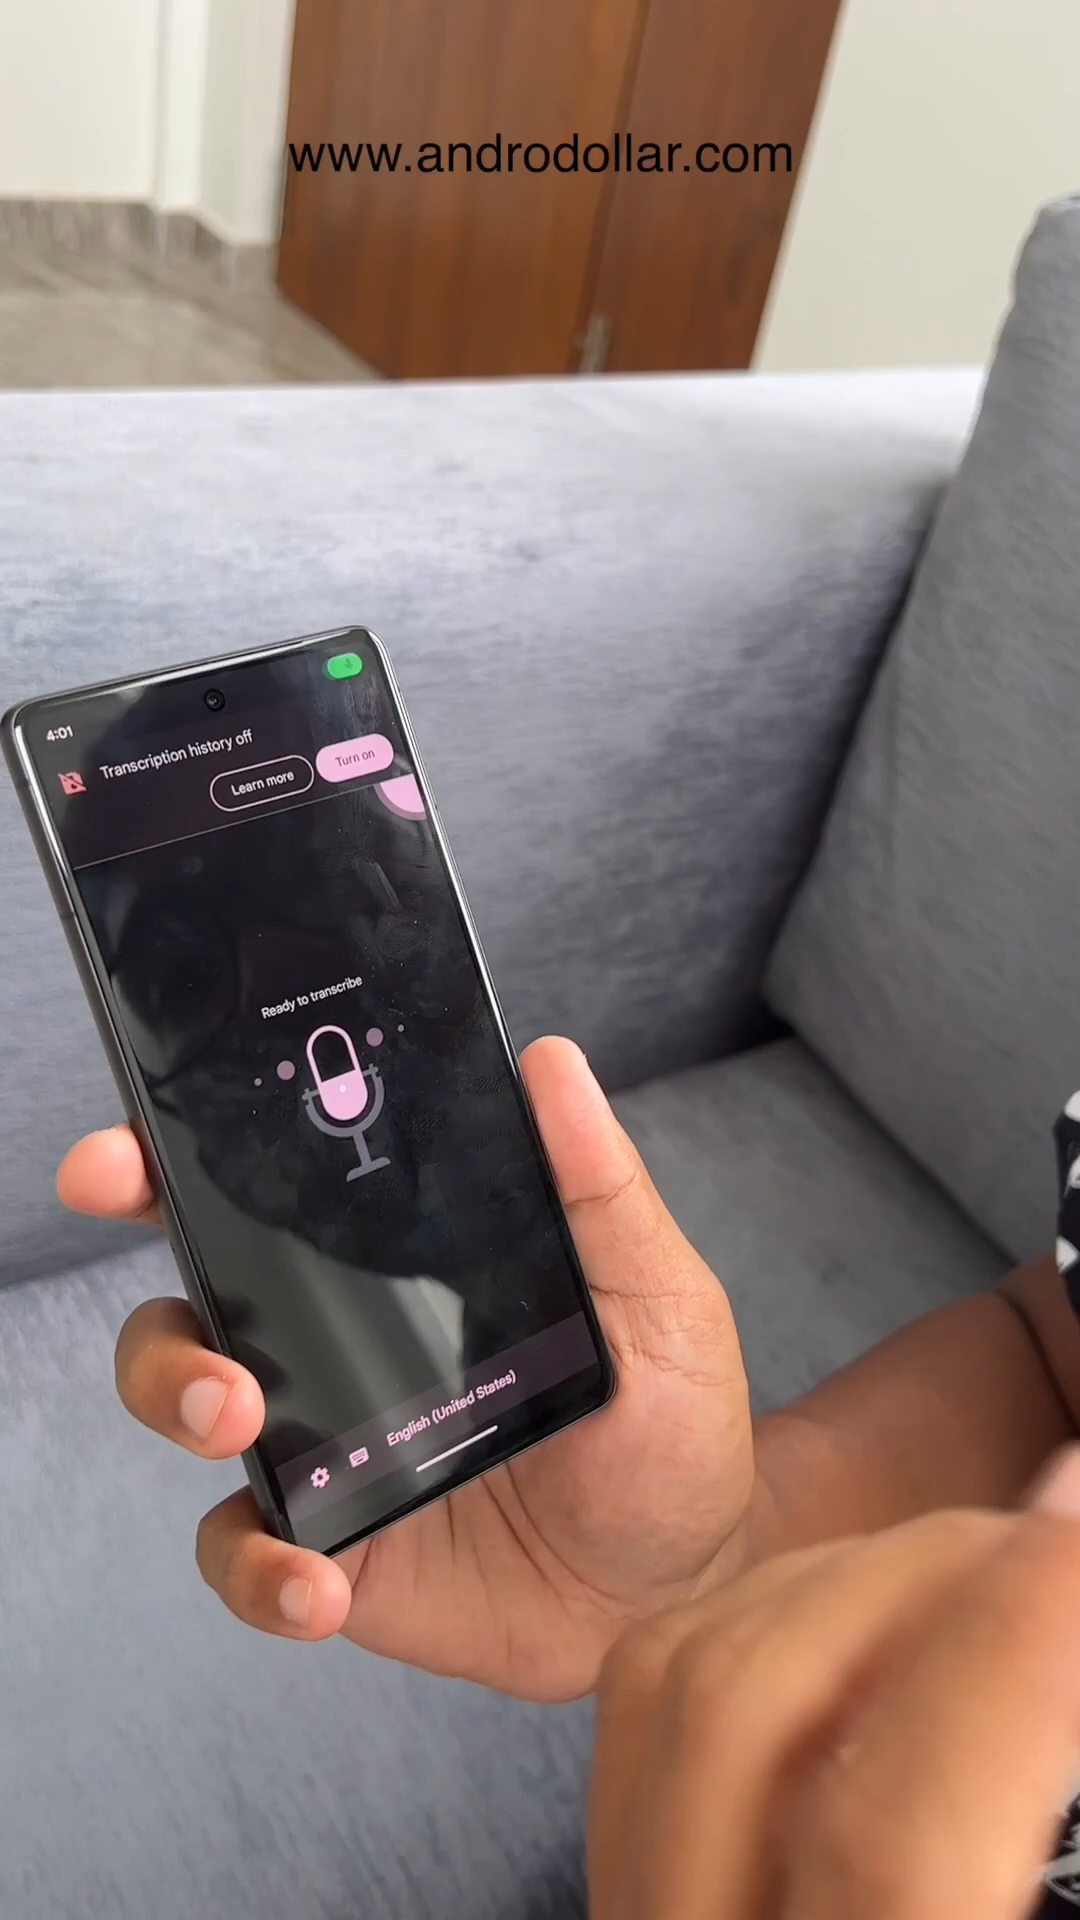 www.androdollar.com
4:01
Transcription history off
Learn more
Turn on
Ready to transcribe
English (United States)